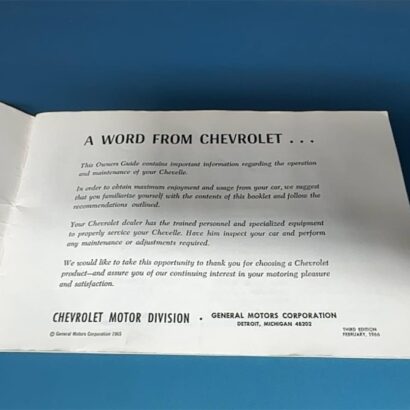 A WORD FROM CHEVROLET . . .
This Owners Guide contains important information regarding the operation
and maintenance of your Chevelle.
In order to obtain maximum enjoyment and usage from your car, we suggest
that you familiarize yourself with the contents of this booklet and follow the
recommendations outlined.
Your Chevrolet dealer has the trained personnel and specialized equipment
to properly service your Chevelle. Have him inspect your car and perform
any maintenance or adjustments required.
We would like to take this opportunity to thank you for choosing a Chevrolet
product—and assure you of our continuing interest in your motoring pleasure
and satisfaction.
CHEVROLET MOTOR DIVISION • GENERAL MOTORS CORPORATION
DETROIT, MICHIGAN 48202
© General Motors Corporation 1965
THIRD EDITION
FEBRUARY, 1966